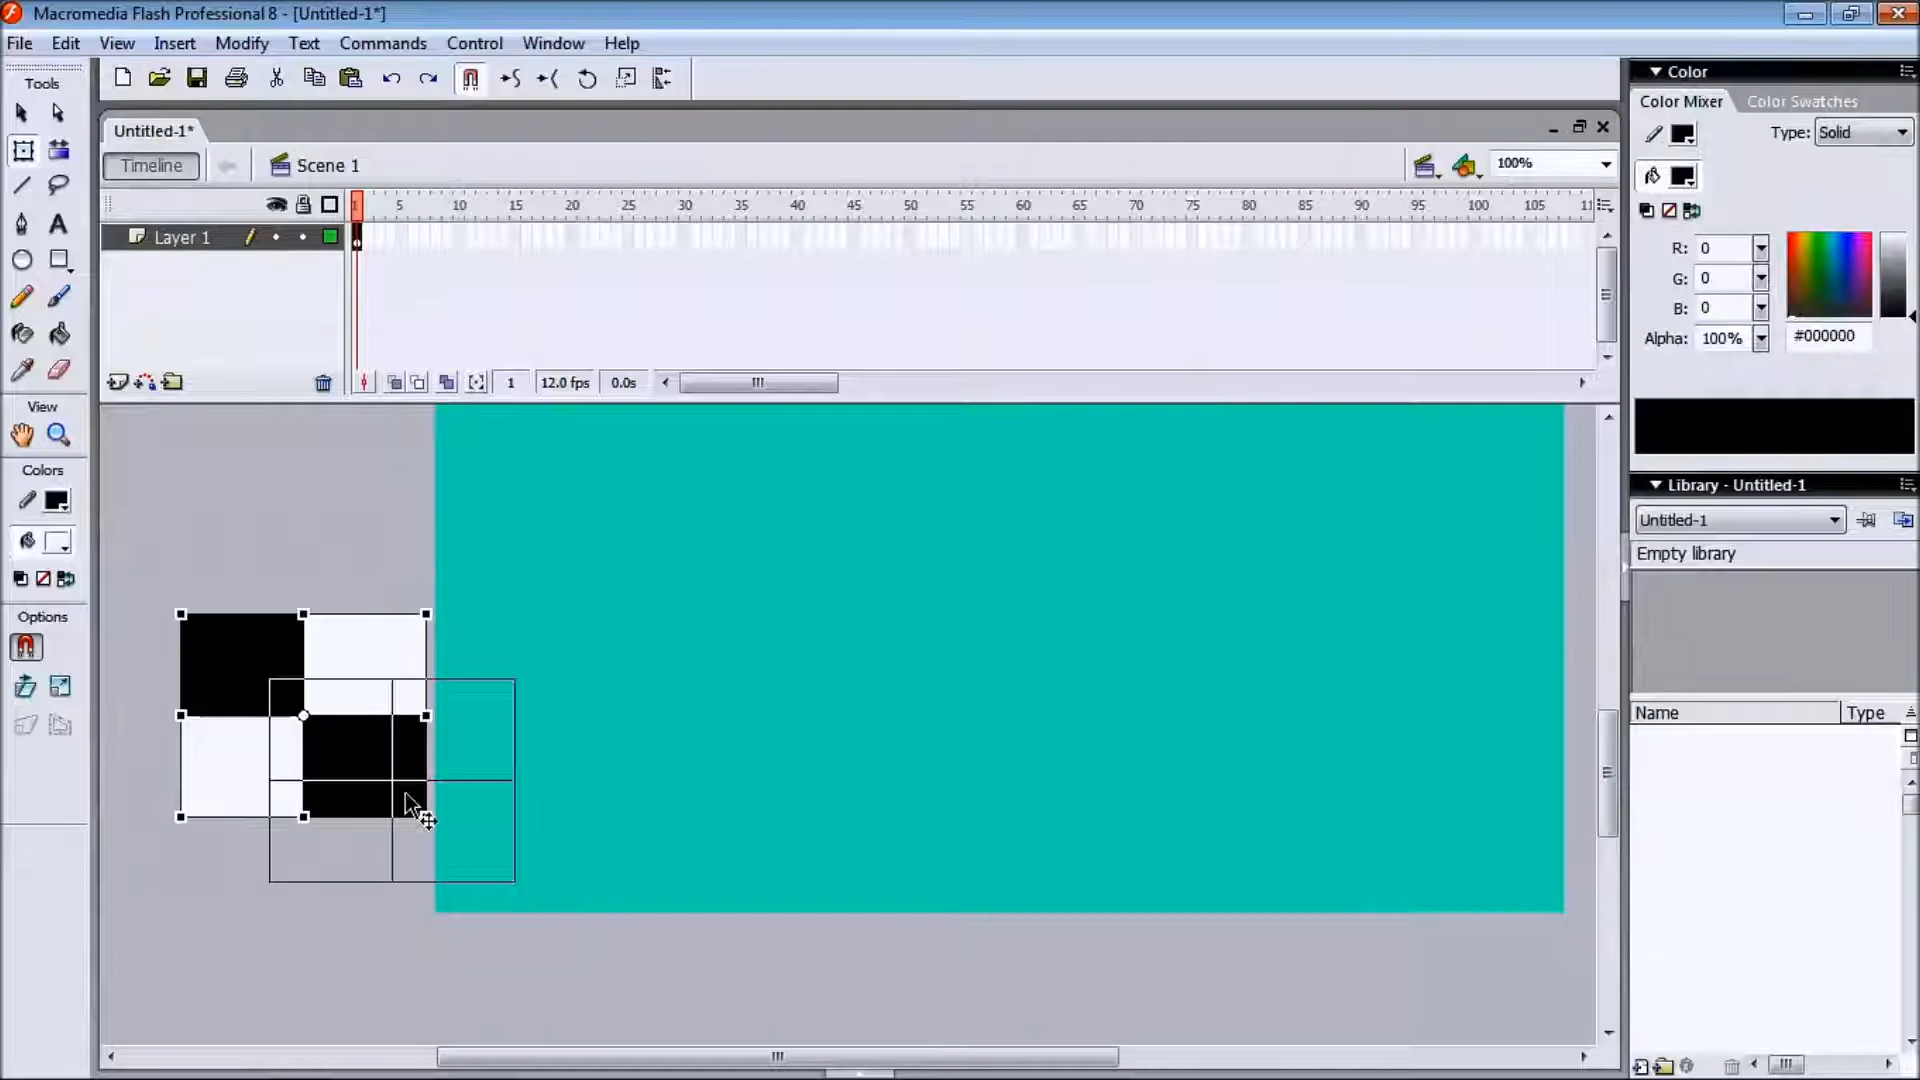 Macromedia Flash Professional 8 - [Untitled-1*]
File Edit View Insert Modify Text Commands Control Window Help
Tools
Untitled-1*
Timeline Scene 1 100%
1 5 10 15 20 25 30 35 40 45 50 55 60 65 70 75 80 85 90 95 100 105 11
Layer 1
1 12.0 fps 0.0s
View
Colors
Options
Color
Color Mixer Color Swatches
Type: Solid
R: 0
G: 0
B: 0
Alpha: 100% #000000
Library - Untitled-1
Untitled-1
Empty library
Name Type